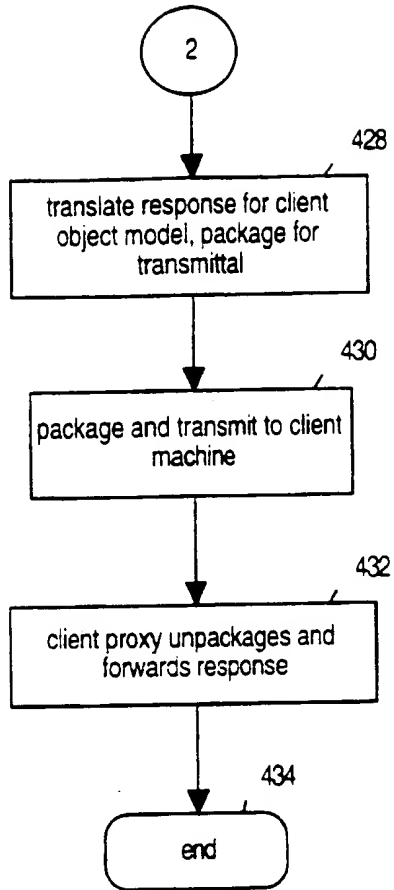 2
428
translate response for client
object model, package for
transmittal
430
package and transmit to client
machine
432
client proxy unpackages and
forwards response
434
end